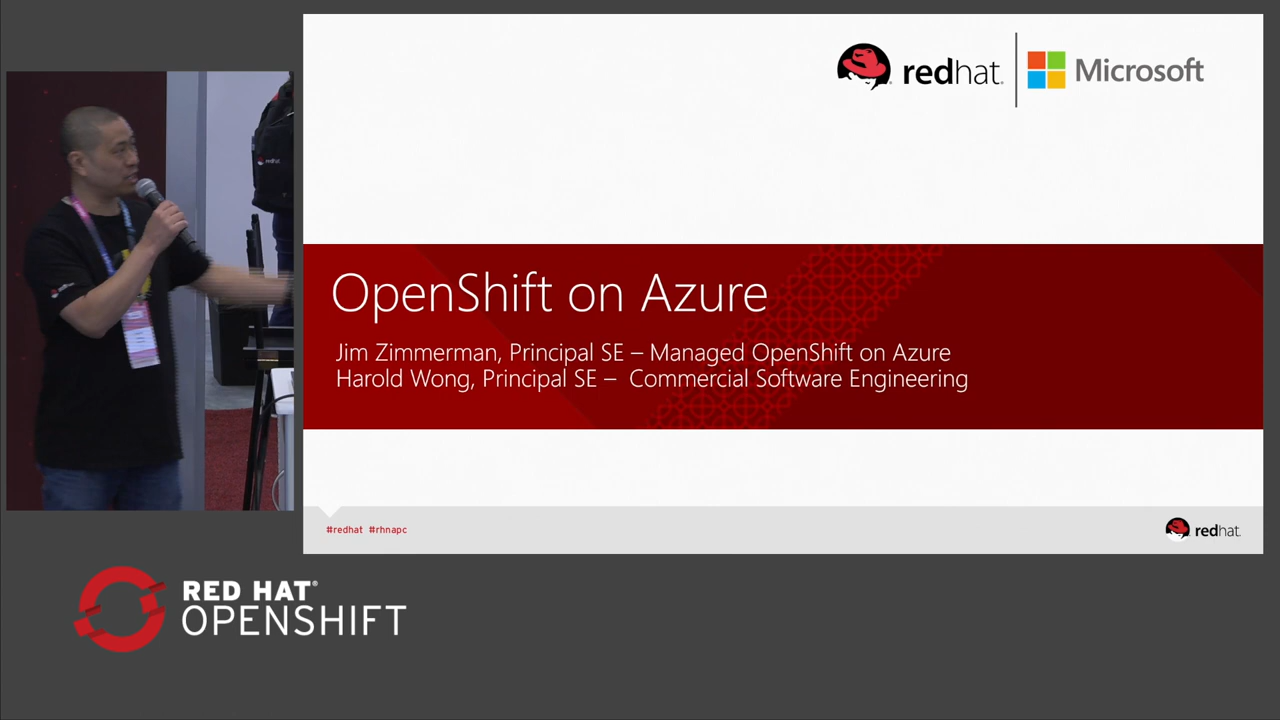 redhat. Microsoft
redhat
OpenShift on Azure
Jim Zimmerman, Principal SE – Managed OpenShift on Azure
Harold Wong, Principal SE – Commercial Software Engineering
#redhat #rhnapc
redhat.
RED HAT®
OPENSHIFT